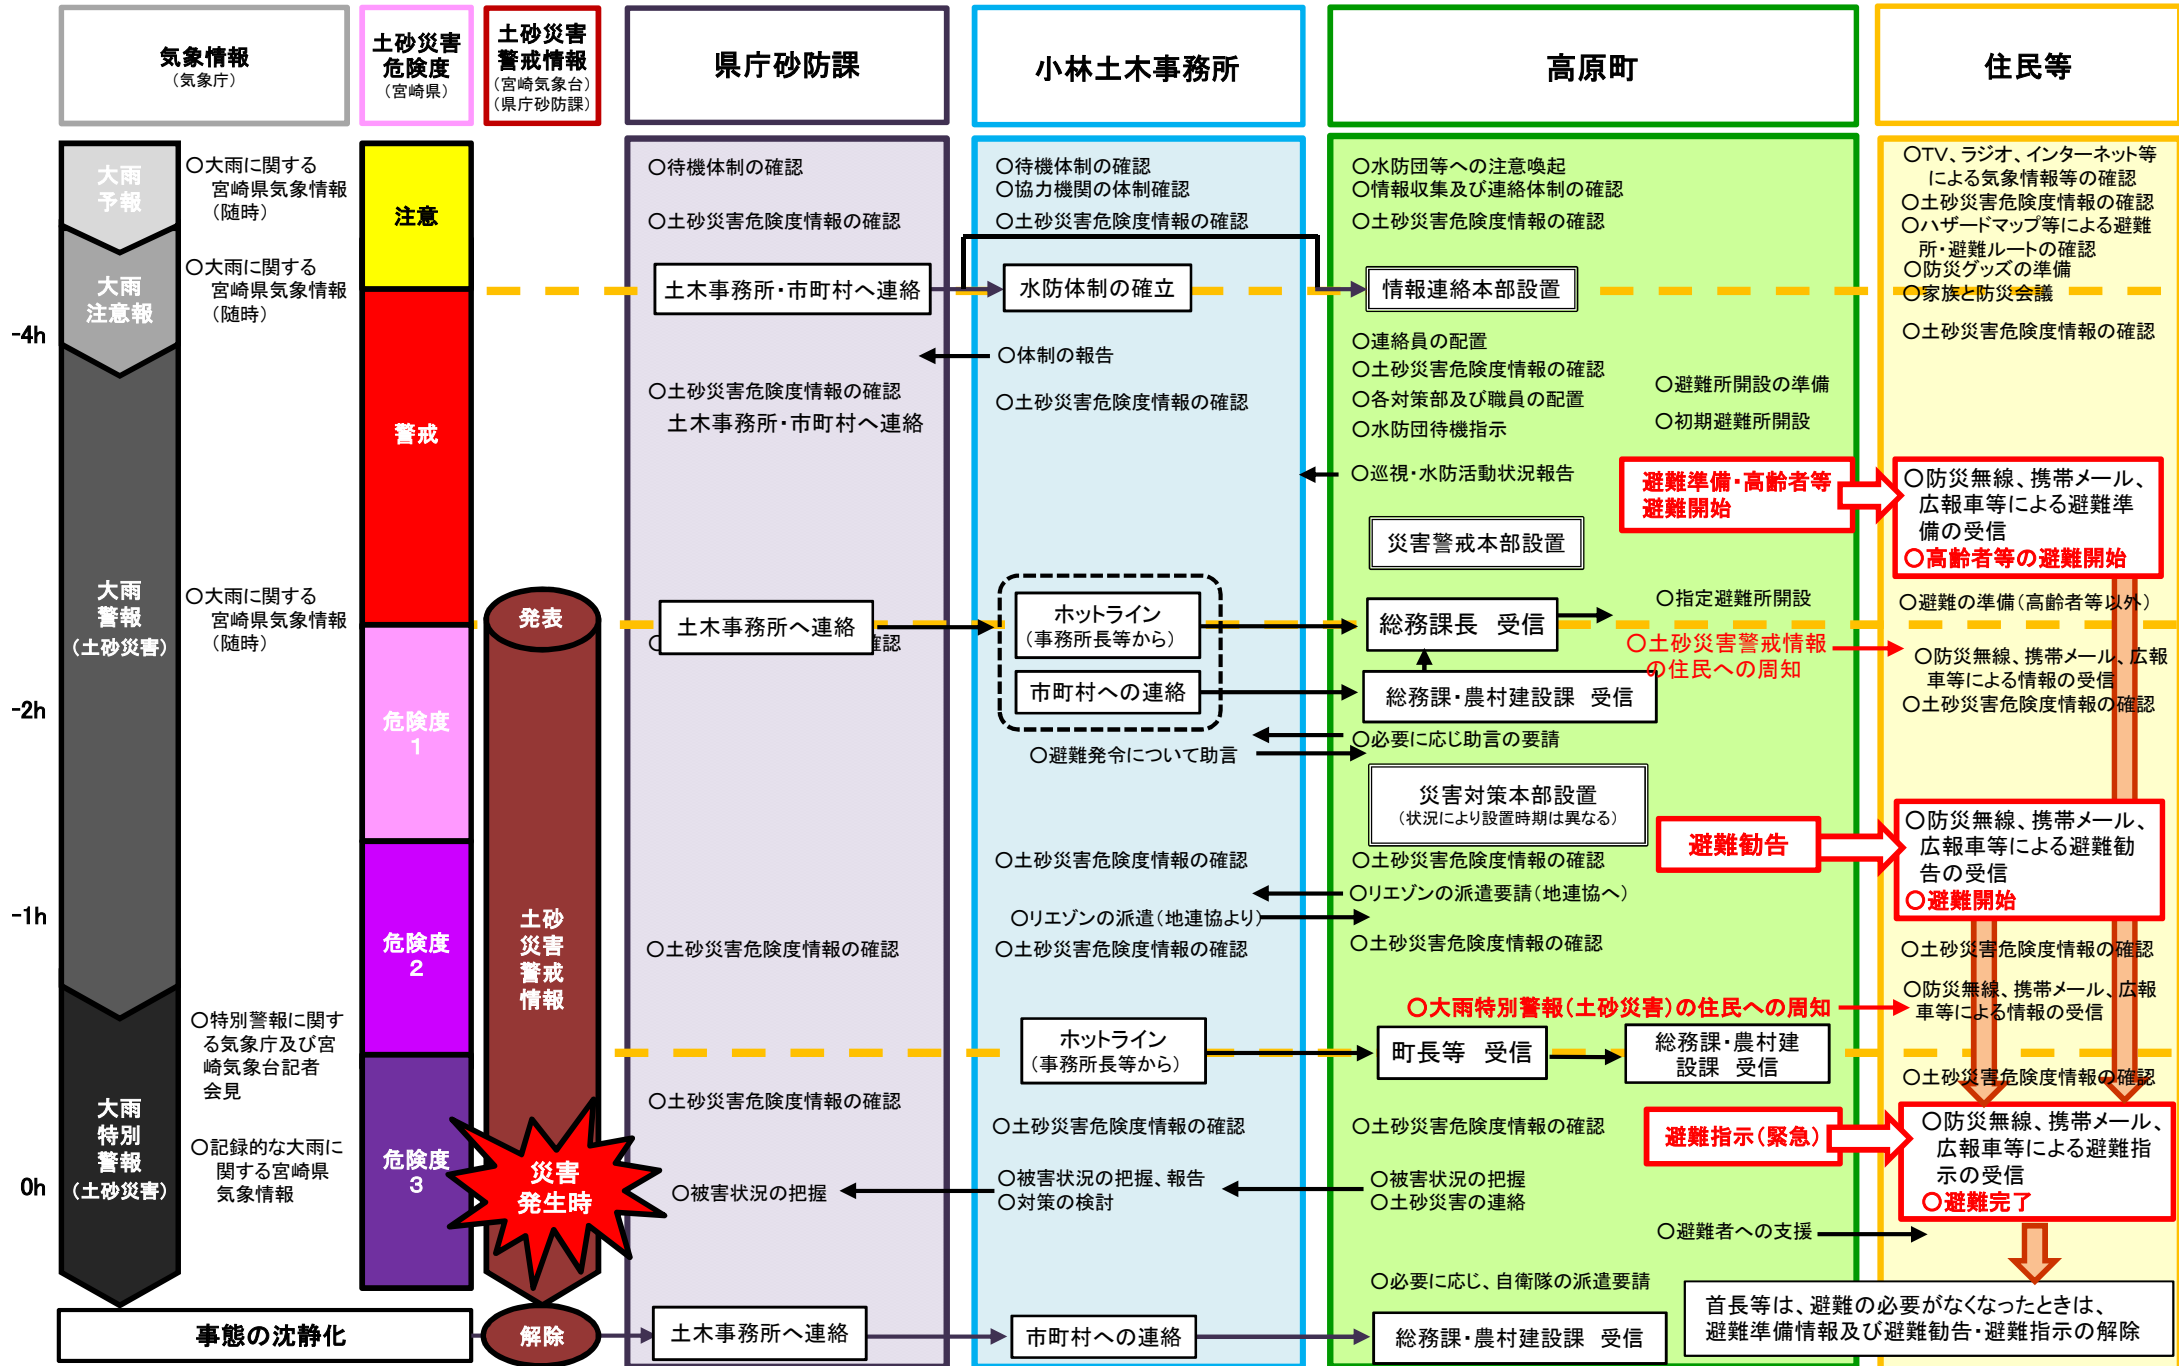 気象情報
（気象庁）
土砂災害
危険度
（宮崎県）
土砂災害
警戒情報
（宮崎気象台）
（県庁砂防課）
県庁砂防課
小林土木事務所
高原町
住民等
-4h
-2h
-1h
0h
大雨
予報
大雨
注意報
大雨
警報
（土砂災害）
大雨
特別
警報
（土砂災害）
事態の沈静化
○大雨に関する
宮崎県気象情報
（随時）
○大雨に関する
宮崎県気象情報
（随時）
○大雨に関する
宮崎県気象情報
（随時）
○特別警報に関す
る気象庁及び宮
崎気象台記者
会見
○記録的な大雨に
関する宮崎県
気象情報
注意
警戒
危険度
1
危険度
2
危険度
3
発表
土砂
災害
警戒
情報
災害
発生時
解除
○待機体制の確認
○土砂災害危険度情報の確認
土木事務所・市町村へ連絡
○土砂災害危険度情報の確認
土木事務所・市町村へ連絡
土木事務所へ連絡
確認
○土砂災害危険度情報の確認
○土砂災害危険度情報の確認
○被害状況の把握
土木事務所へ連絡
○待機体制の確認
○協力機関の体制確認
○土砂災害危険度情報の確認
水防体制の確立
○体制の報告
○土砂災害危険度情報の確認
ホットライン
（事務所長等から）
市町村への連絡
○避難発令について助言
○土砂災害危険度情報の確認
○リエゾンの派遣（地連協より）
○土砂災害危険度情報の確認
ホットライン
（事務所長等から）
○土砂災害危険度情報の確認
○被害状況の把握、報告
○対策の検討
市町村への連絡
○水防団等への注意喚起
○情報収集及び連絡体制の確認
○土砂災害危険度情報の確認
情報連絡本部設置
○連絡員の配置
○土砂災害危険度情報の確認
○各対策部及び職員の配置
○水防団待機指示
○避難所開設の準備
○初期避難所開設
○巡視・水防活動状況報告
避難準備・高齢者等
避難開始
災害警戒本部設置
総務課長　受信
○指定避難所開設
○土砂災害警戒情報
の住民への周知
総務課・農村建設課　受信
○必要に応じ助言の要請
災害対策本部設置
（状況により設置時期は異なる）
避難勧告
○土砂災害危険度情報の確認
○リエゾンの派遣要請（地連協へ）
○土砂災害危険度情報の確認
○大雨特別警報（土砂災害）の住民への周知
町長等　受信
総務課・農村建
設課　受信
○土砂災害危険度情報の確認
避難指示（緊急）
○被害状況の把握
○土砂災害の連絡
○避難者への支援
○必要に応じ、自衛隊の派遣要請
総務課・農村建設課　受信
○TV、ラジオ、インターネット等
による気象情報等の確認
○土砂災害危険度情報の確認
○ハザードマップ等による避難
所・避難ルートの確認
○防災グッズの準備
○家族と防災会議
○土砂災害危険度情報の確認
○防災無線、携帯メール、
広報車等による避難準
備の受信
○高齢者等の避難開始
○避難の準備（高齢者等以外）
○防災無線、携帯メール、広報
車等による情報の受信
○土砂災害危険度情報の確認
○防災無線、携帯メール、
広報車等による避難勧
告の受信
○避難開始
○土砂災害危険度情報の確認
○防災無線、携帯メール、広報
車等による情報の受信
○土砂災害危険度情報の確認
○防災無線、携帯メール、
広報車等による避難指
示の受信
○避難完了
首長等は、避難の必要がなくなったときは、
避難準備情報及び避難勧告・避難指示の解除